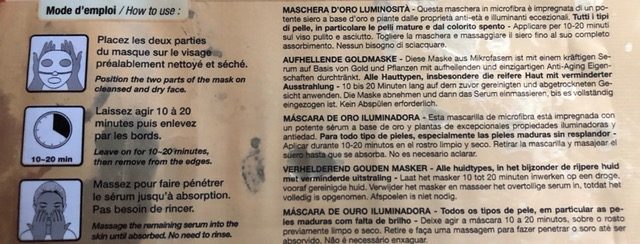 Mode d'emploi / How to use :
Placez les deux parties
du masque sur le visage
préalablement nettoyé et séché.
Position the two parts of the mask on
cleansed and dry face.
10~20 min
Laissez agir 10 à 20
minutes puis enlevez
par les bords.
Leave on for 10~20 minutes,
then remove from the edges.
Massez pour faire pénétrer
le sérum jusqu'à absorption.
Pas besoin de rincer.
Massage the remaining serum into the
skin until absorbed. No need to rinse.
MASCHERA D'ORO LUMINOSITÀ - Questa maschera in microfibra è impregnata di un po-
tente siero a base d'oro e piante dalle proprietà anti-età e illuminanti eccezionali. Tutti i tipi
di pelle, in particolare le pelli mature e dal colorito spento - Applicare per 10-20 minuti
sul viso pulito e asciutto. Togliere la maschera e massaggiare il siero fino al suo completo
assorbimento. Nessun bisogno di sciacquare.
AUFHELLENDE GOLDMASKE - Diese Maske aus Mikrofasern ist mit einem kräftigen Se-
rum auf Basis von Gold und Pflanzen mit aufhellenden und einzigartigen Anti-Aging Eigen-
schaften durchtränkt. Alle Hauttypen, insbesondere die reifere Haut mit verminderter
Ausstrahlung - 10 bis 20 Minuten lang auf dem zuvor gereinigten und abgetrockneten Ge-
sicht anwenden. Die Maske abnehmen und dann das Serum einmassieren, bis es vollständig
eingezogen ist. Kein Abspülen erforderlich.
MÁSCARA DE ORO ILUMINADORA - Esta mascarilla de microfibra está impregnada con
un potente sérum a base de oro y plantas de excepcionales propiedades iluminadoras y
antiedad. Para todo tipo de pieles, especialmente las pieles maduras sin resplandor -
Aplicar durante 10-20 minutos en el rostro limpio y seco. Retirar la mascarilla y masajear el
suero hasta que se absorba. No es necesario aclarar.
VERHELDEREND GOUDEN MASKER - Alle huidtypen, in het bijzonder de rijpere huid
met verminderde uitstraling - Laat het masker 10 tot 20 minuten inwerken op een droge,
vooraf gereinigde huid. Verwijder het masker en masseer het overtollige serum in, totdat het
volledig is opgenomen. Afspoelen is niet nodig.
MÁSCARA DE OURO ILUMINADORA - Todos os tipos de pele, em particular as pe-
les maduras com falta de brilho - Deixe agir a máscara 10 a 20 minutos, sobre o rosto
previamente limpo e seco. Retire e faça uma massagem para fazer penetrar o soro até ser
absorvido. Não é necessário enxaguar.